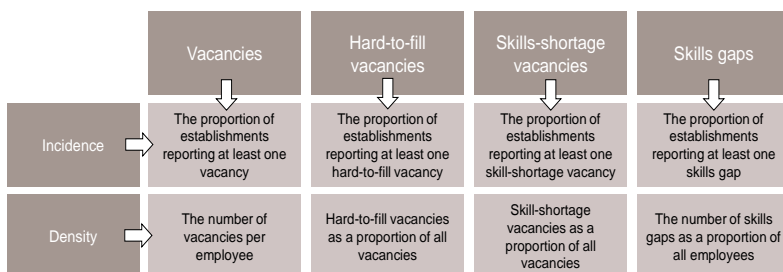 Vacancies
Hard-to-fill
vacancies
Skills-shortage
vacancies
Skills gaps
Incidence
The proportion of
establishments
reporting at least one
vacancy
The proportion of
establishments
reporting at least one
hard-to-fill vacancy
The proportion of
establishments
reporting at least one
skill-shortage vacancy
The proportion of
establishments
reporting at least one
skills gap
Density
The number of
vacancies per
employee
Hard-to-fill vacancies
as a proportion of all
vacancies
Skill-shortage
vacancies as a
proportion of all
vacancies
The number of skills
gaps as a proportion of
all employees